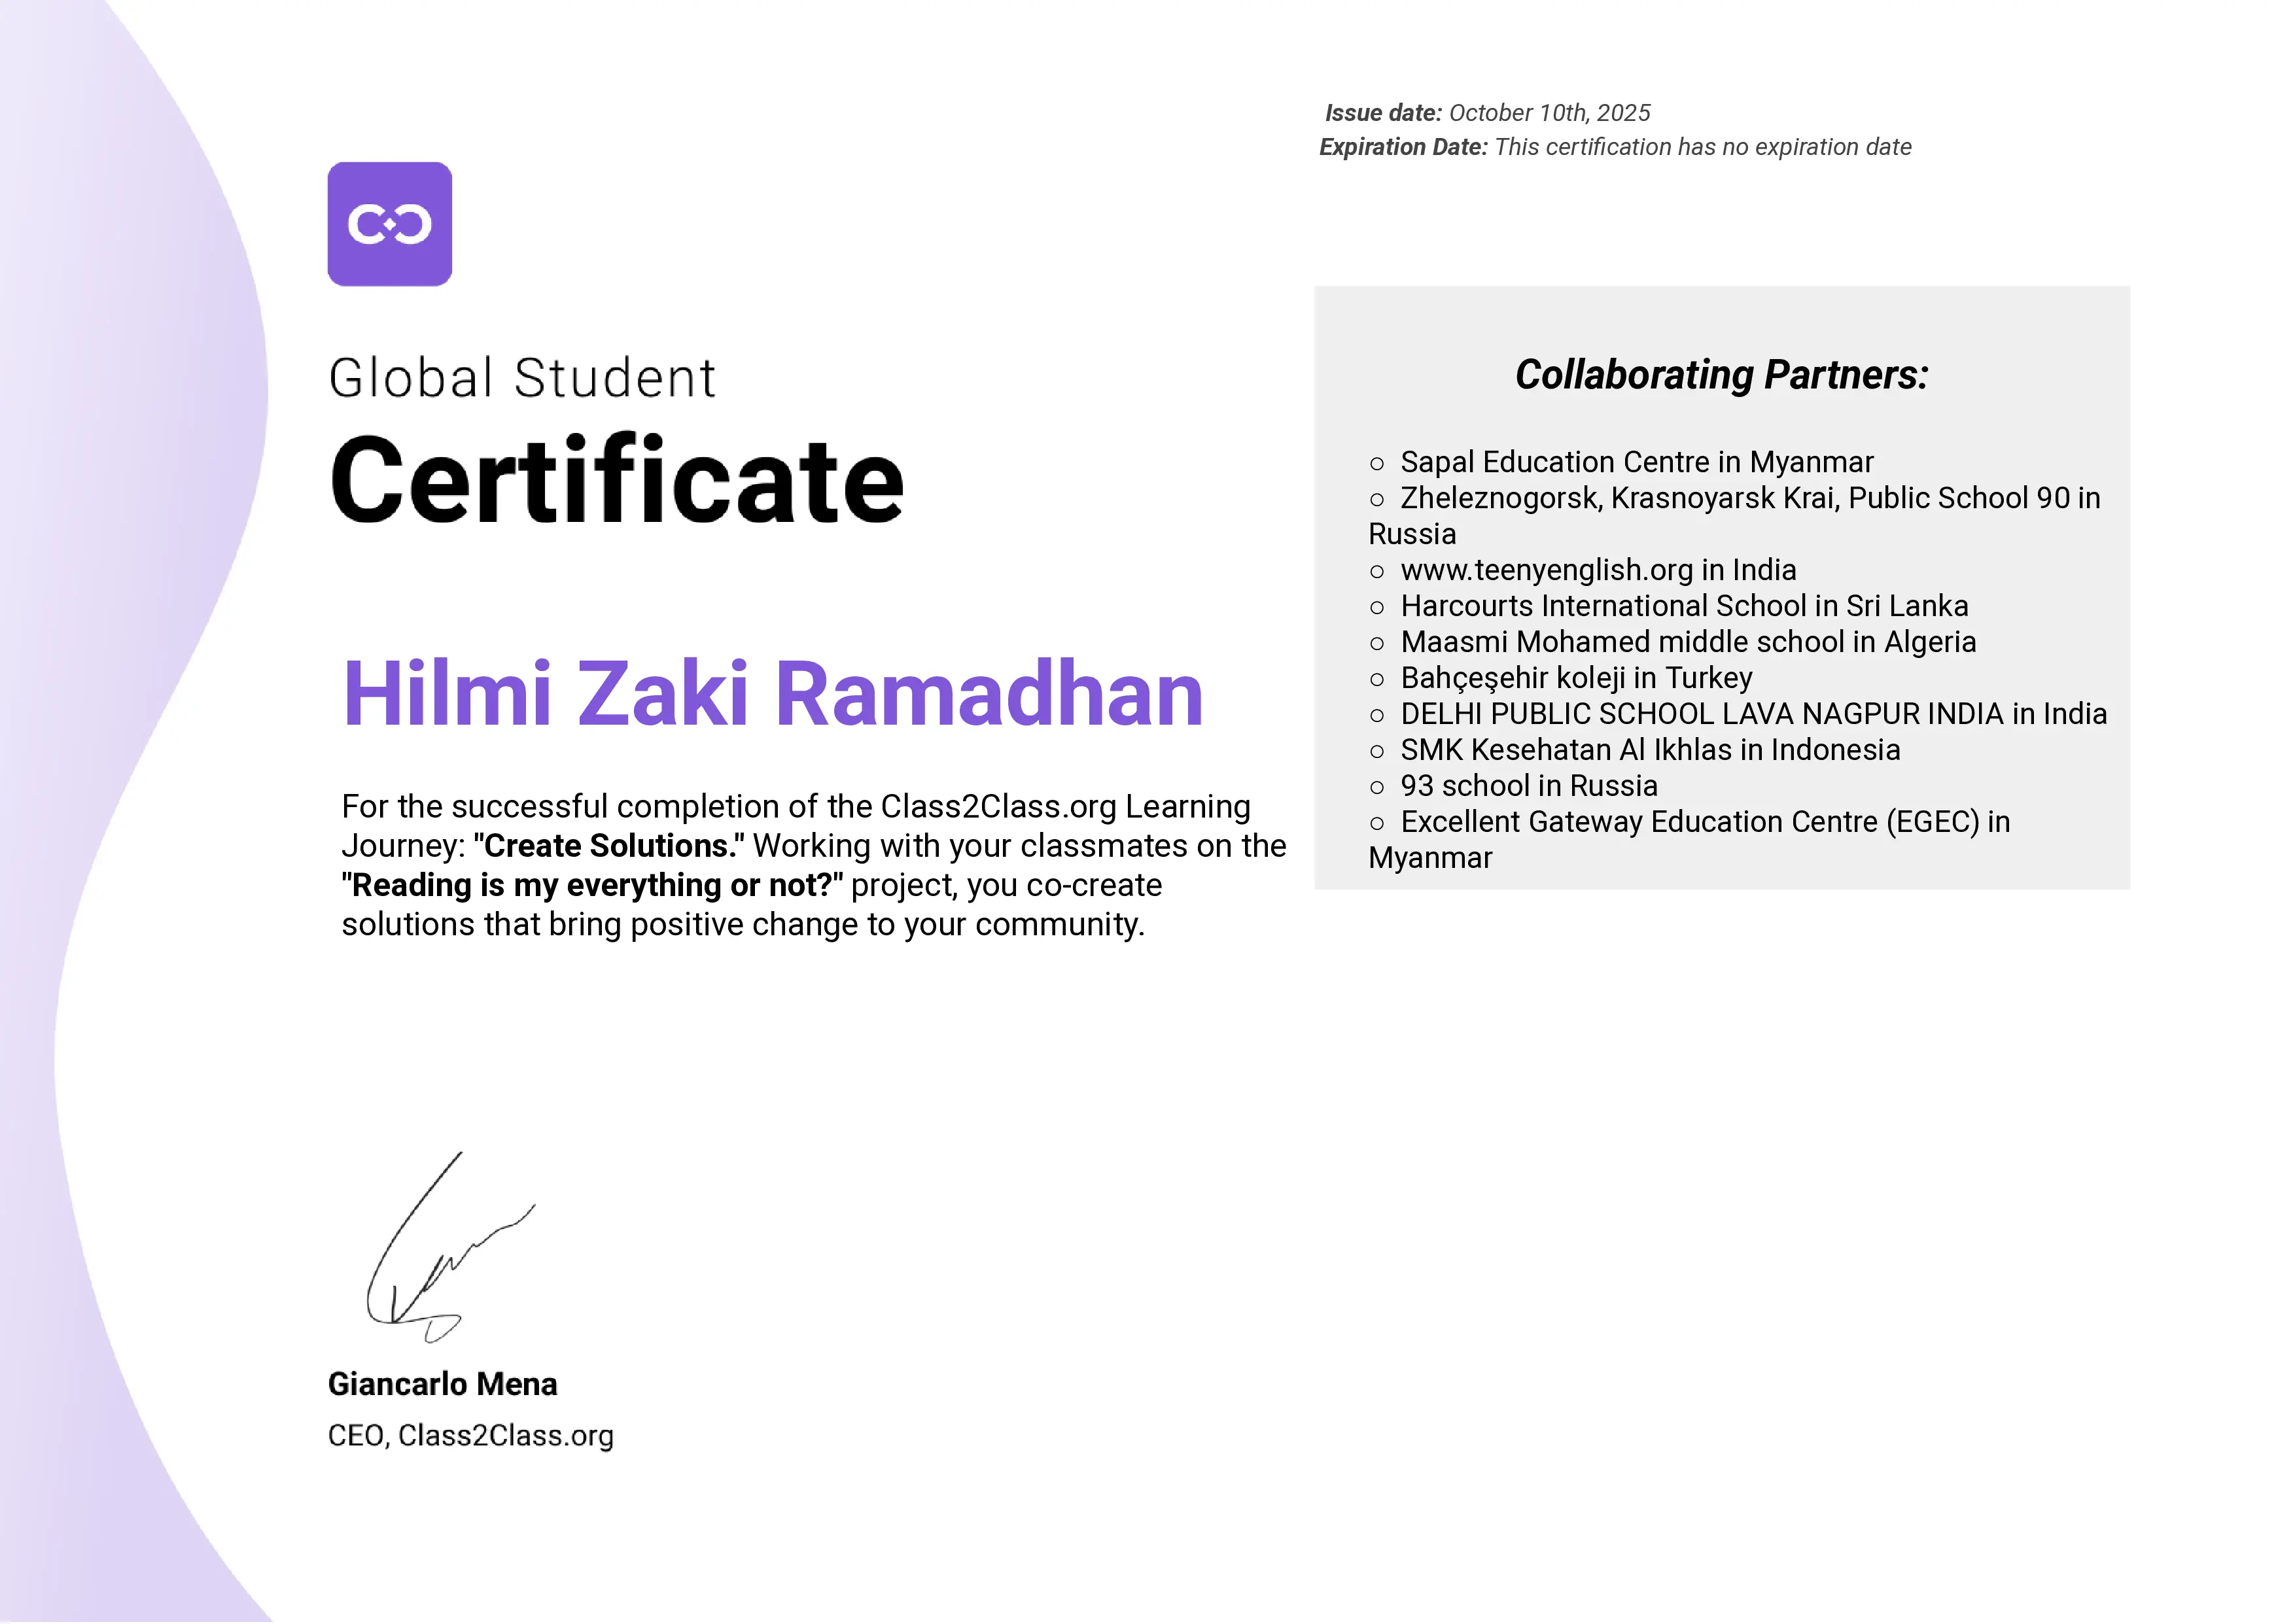 Issue date: October 10th, 2025
Expiration Date: This certification has no expiration date
Global Student
Certificate
Hilmi Zaki Ramadhan
For the successful completion of the Class2Class.org Learning
Journey: "Create Solutions." Working with your classmates on the
"Reading is my everything or not?" project, you co-create
solutions that bring positive change to your community.
Collaborating Partners:
○ Sapal Education Centre in Myanmar
○ Zheleznogorsk, Krasnoyarsk Krai, Public School 90 in
Russia
○ www.teenyenglish.org in India
○ Harcourts International School in Sri Lanka
○ Maasmi Mohamed middle school in Algeria
○ Bahçeşehir koleji in Turkey
○ DELHI PUBLIC SCHOOL LAVA NAGPUR INDIA in India
○ SMK Kesehatan Al Ikhlas in Indonesia
○ 93 school in Russia
○ Excellent Gateway Education Centre (EGEC) in
Myanmar
Giancarlo Mena
CEO, Class2Class.org